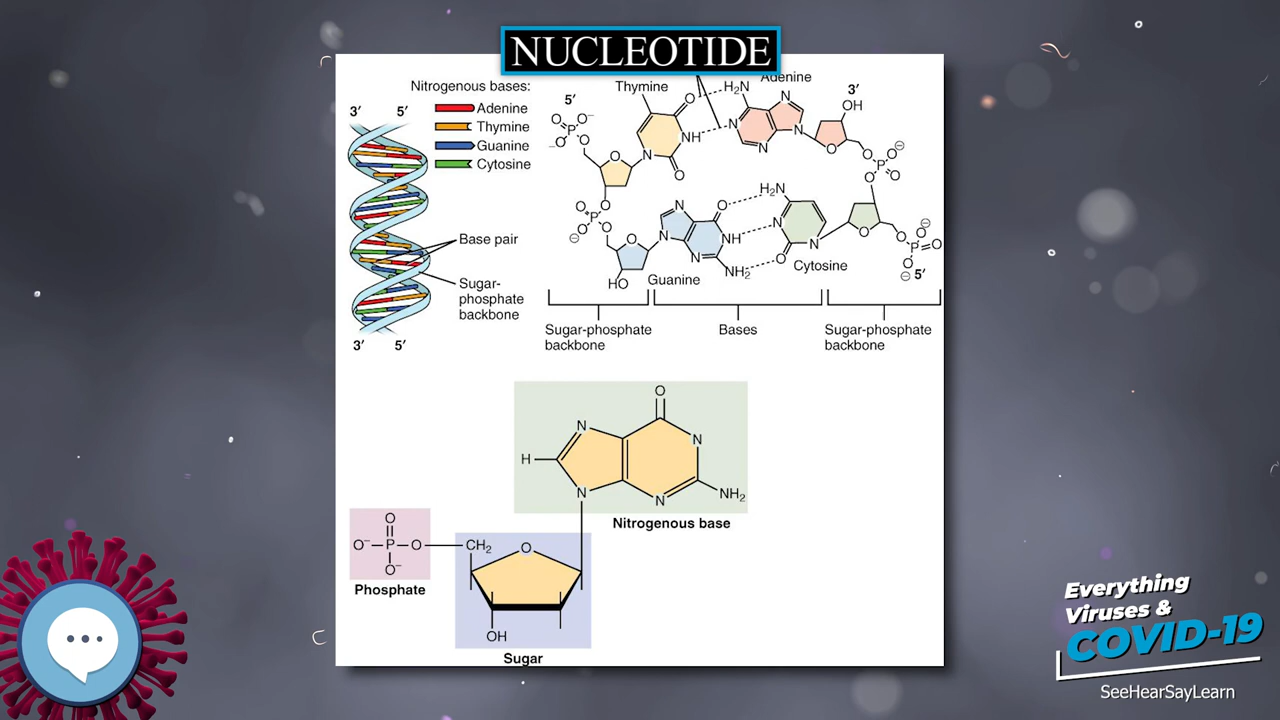 NUCLEOTIDE
Nitrogenous bases:
Adenine
Thymine
Guanine
Cytosine
3′ 5′
Base pair
Sugar-
phosphate
backbone
3′ 5′
Thymine
Adenine
5′
3′
O
H₂N
N
OH
O
O⊖
P
⊖O
O
NH
N
N
N
O
N
O
O
O
P
O⊖
O
O
O
O
P
O
O⊖
H₂N
O
N
N
O
NH
N
N
NH₂
O
N
O
O
P
O⊖
O
O⊖
5′
HO
Guanine
Cytosine
Sugar-phosphate
backbone
Bases
Sugar-phosphate
backbone
O
N
N
H
N
N
NH₂
Nitrogenous base
O
O⁻
P
O
O⁻
CH₂
O
Phosphate
OH
Sugar
Everything
Viruses &
COVID-19
SeeHearSayLearn